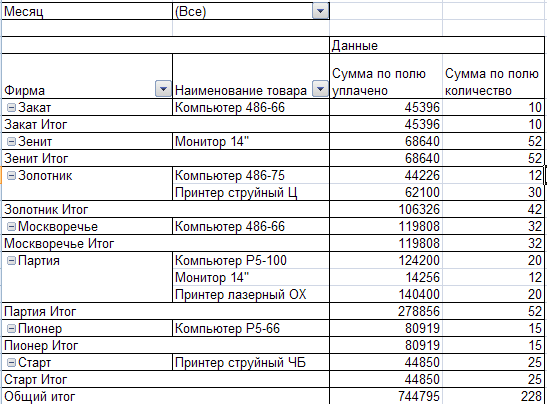 Месяц (Все)
Данные
Фирма Наименование товара Сумма по полю уплачено Сумма по полю количество
Закат Компьютер 486-66 45396 10
Закат Итог 45396 10
Зенит Монитор 14" 68640 52
Зенит Итог 68640 52
Золотник Компьютер 486-75 44226 12
Принтер струйный Ц 62100 30
Золотник Итог 106326 42
Москворечье Компьютер 486-66 119808 32
Москворечье Итог 119808 32
Партия Компьютер Р5-100 124200 20
Монитор 14" 14256 12
Принтер лазерный ОХ 140400 20
Партия Итог 278856 52
Пионер Компьютер Р5-66 80919 15
Пионер Итог 80919 15
Старт Принтер струйный ЧБ 44850 25
Старт Итог 44850 25
Общий итог 744795 228